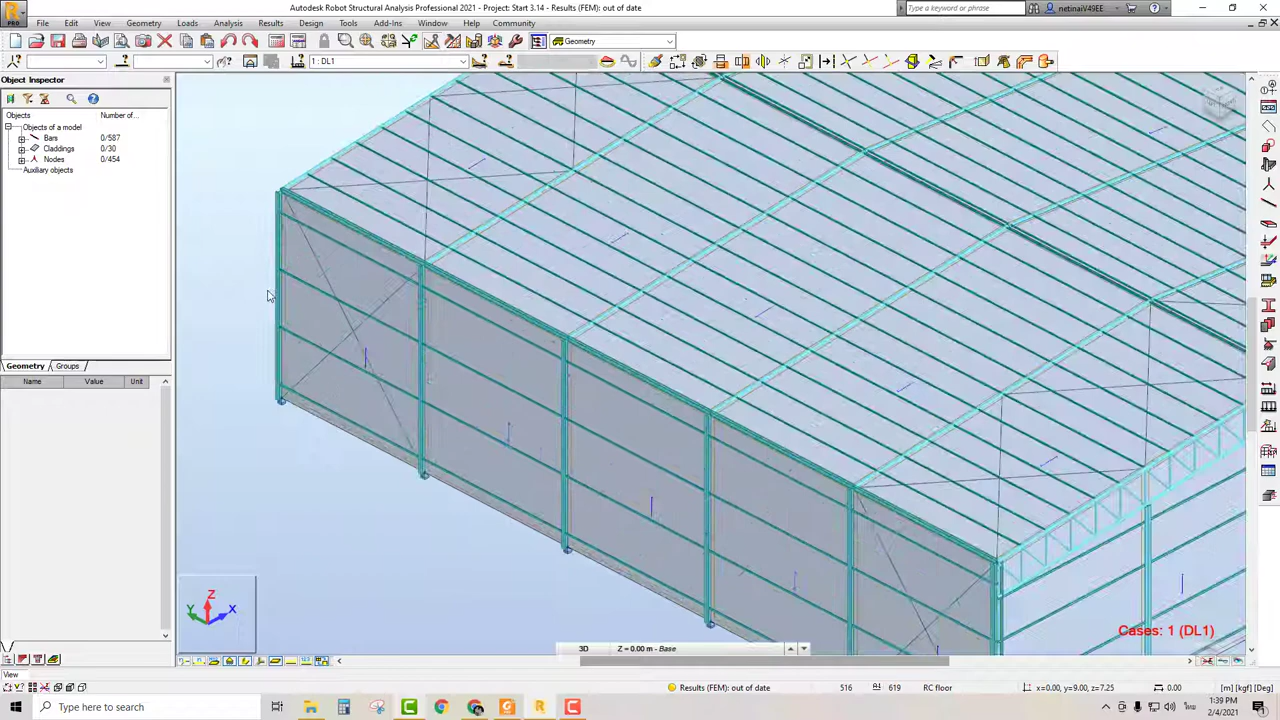 Autodesk Robot Structural Analysis Professional 2021 - Project: Start 3.14 - Results (FEM): out of date
Type a keyword or phrase
netinaiV49EE
PRO
File Edit View Geometry Loads Analysis Results Design Tools Add-Ins Window Help Community
Geometry
1 : DL1
Object Inspector
Objects Number of...
Objects of a model
Bars 0/587
Claddings 0/30
Nodes 0/454
Auxiliary objects
Geometry Groups
Name Value Unit
Z
Y X
Cases: 1 (DL1)
3D Z = 0.00 m - Base
View
Results (FEM): out of date 516 619 RC floor x=0.00, y=9.00, z=7.25 0.00 [m] [kgf] [Deg]
Type here to search
1:39 PM
2/4/2021